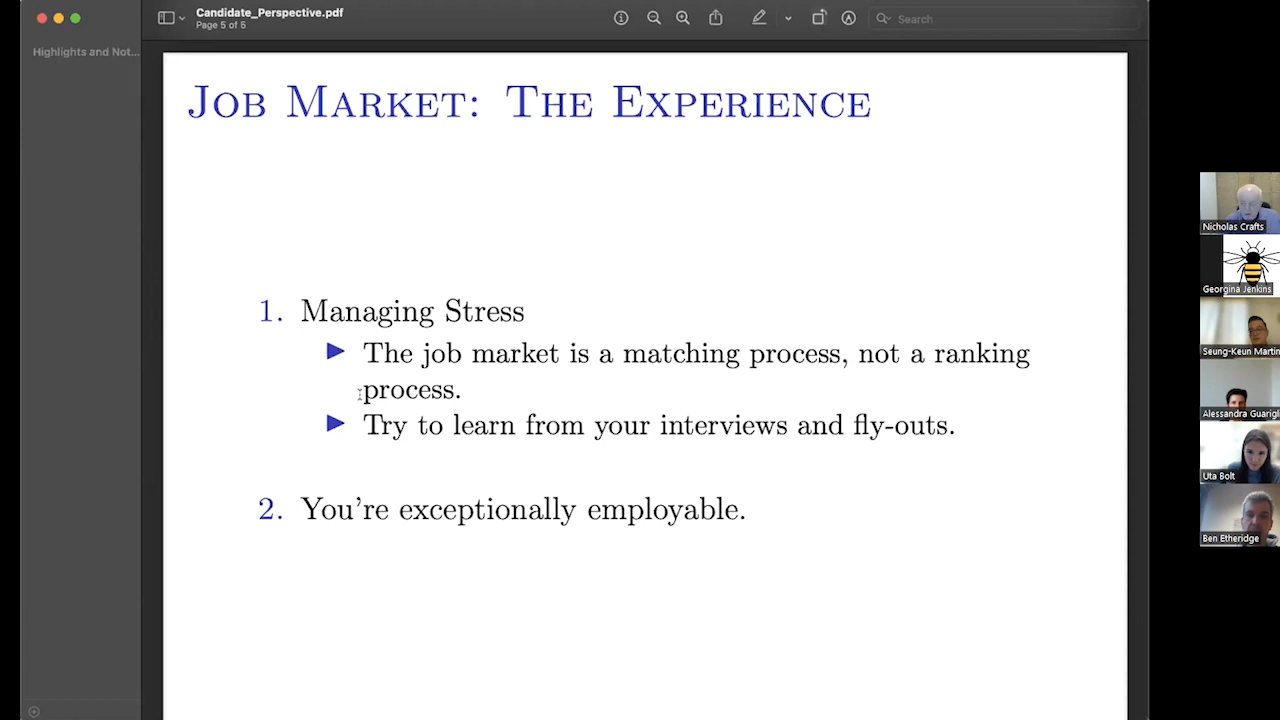 Candidate_Perspective.pdf
Page 5 of 5
Search
Highlights and Not...
JOB MARKET: THE EXPERIENCE
1. Managing Stress
▶ The job market is a matching process, not a ranking
process.
▶ Try to learn from your interviews and fly-outs.
2. You're exceptionally employable.
Nicholas Crafts
Georgina Jenkins
Seung-Keun Martin
Alessandra Guarigl
Uta Bolt
Ben Etheridge